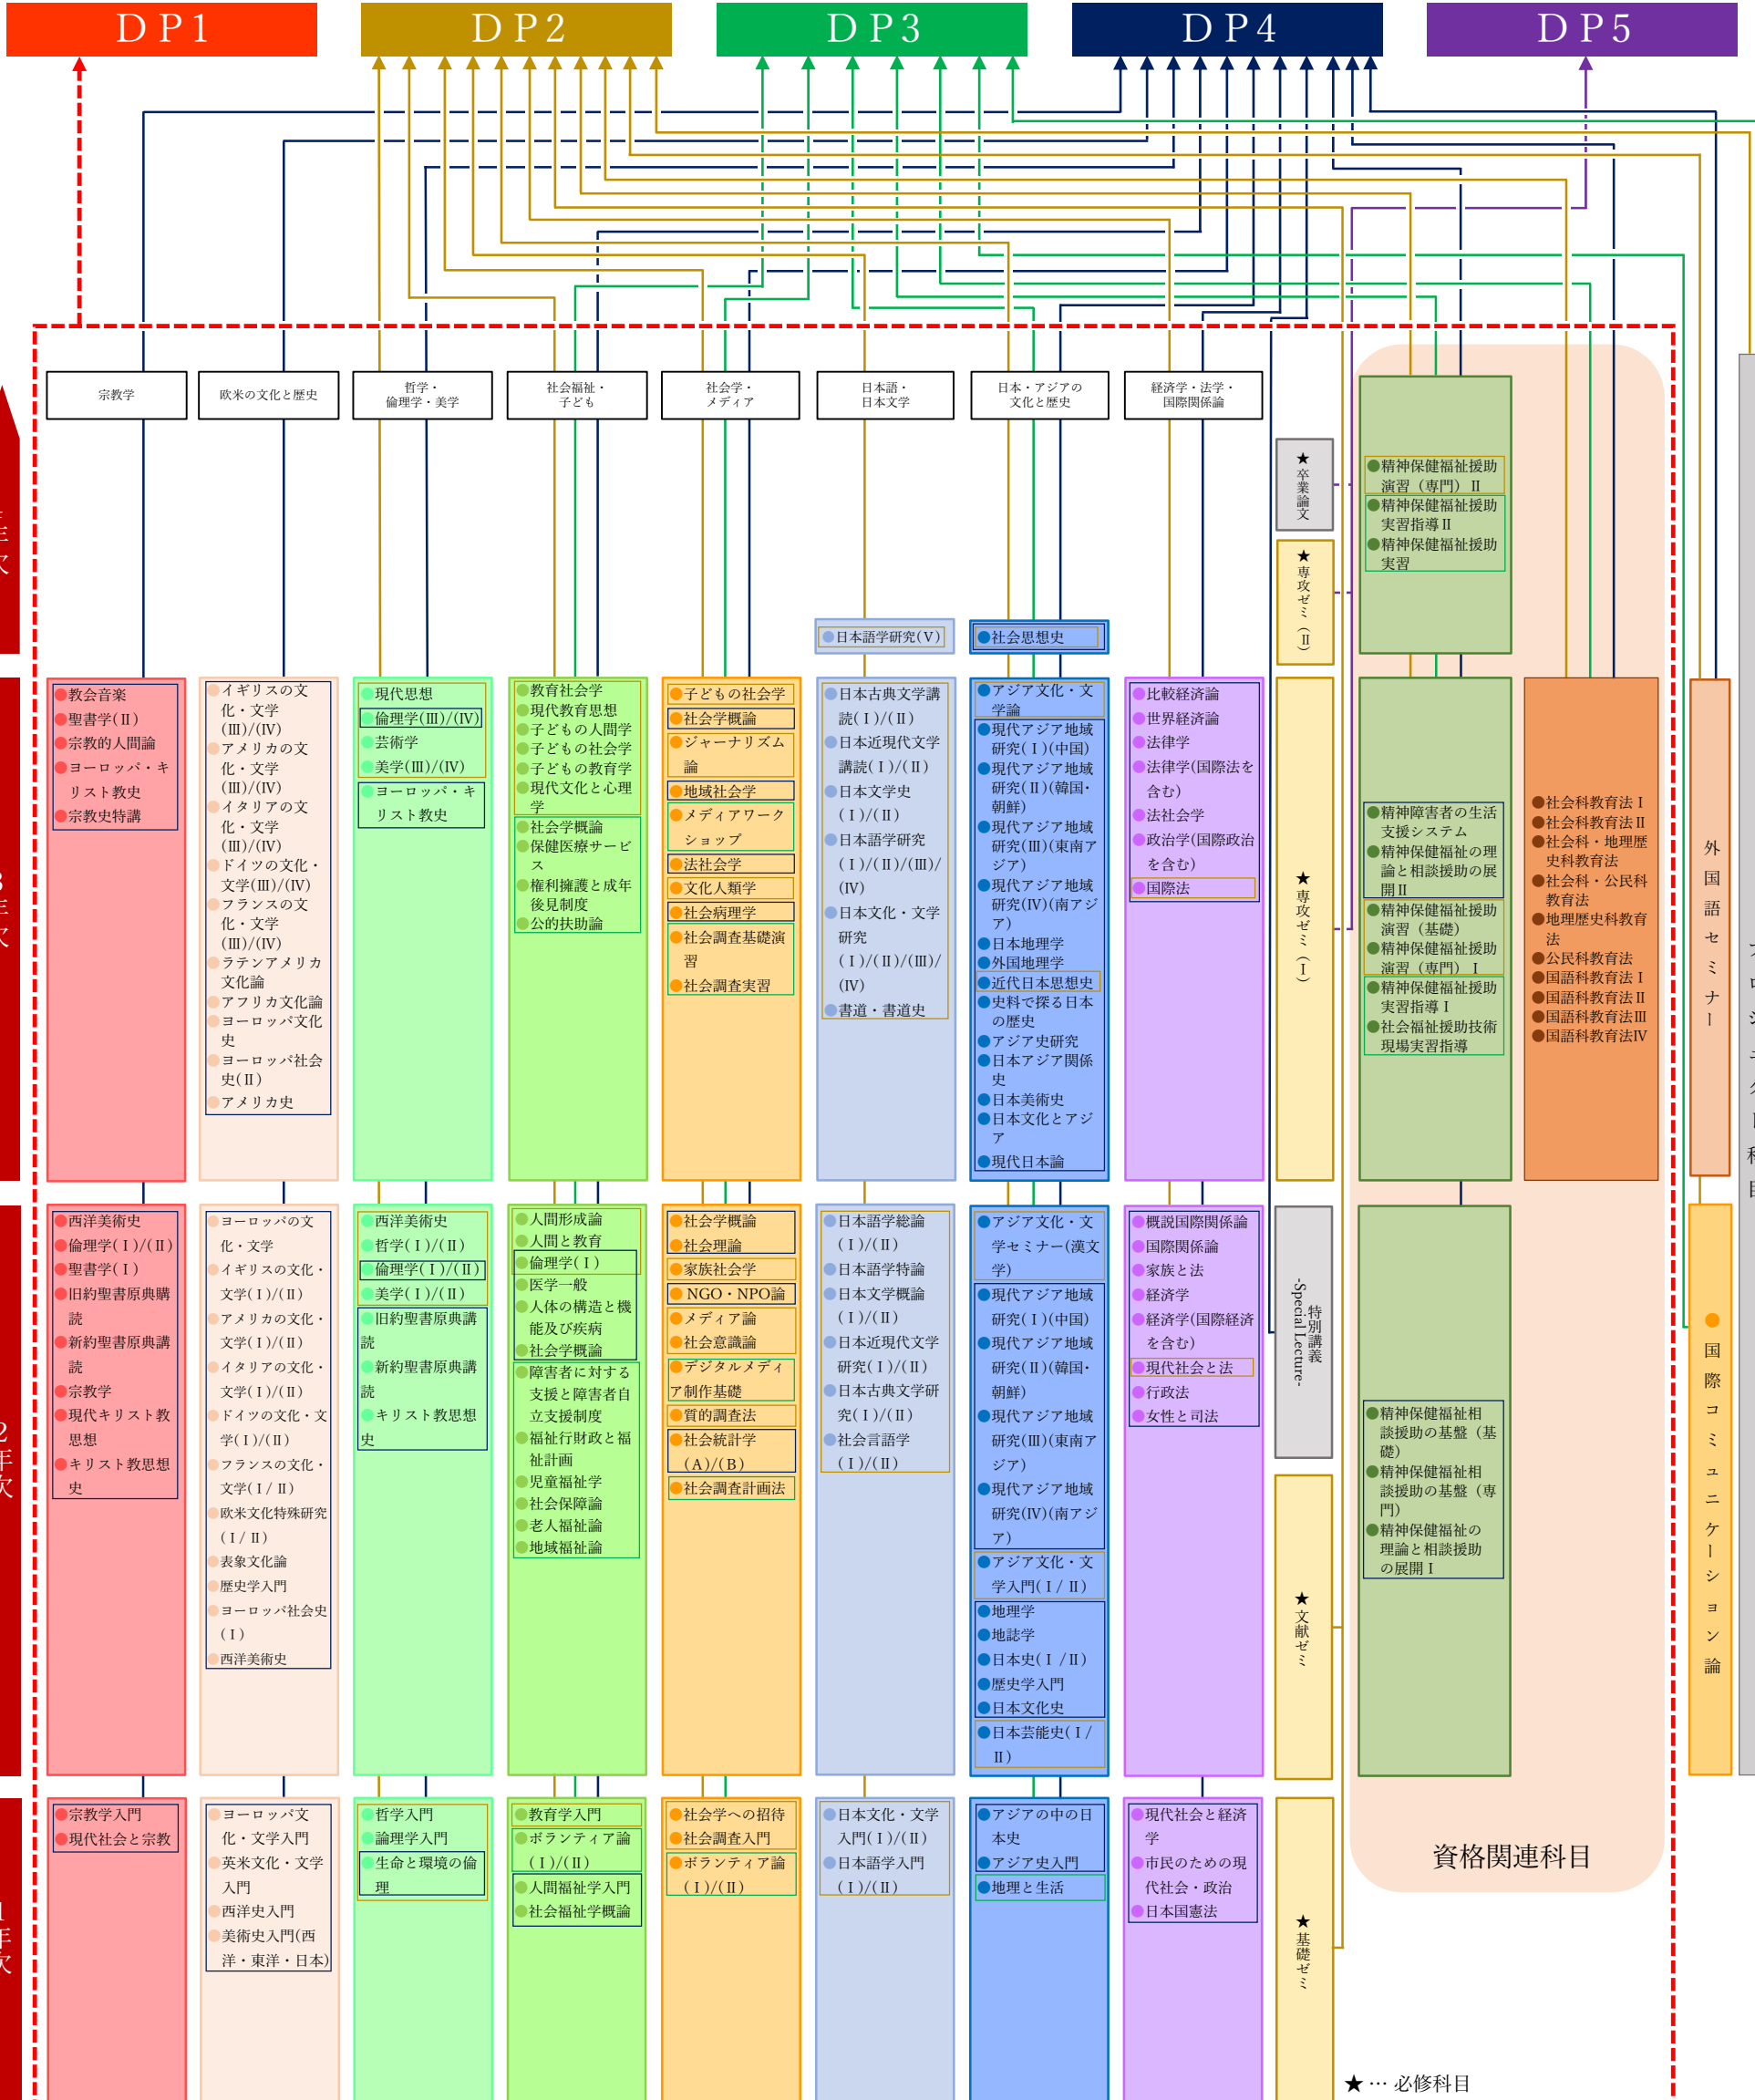 DP1
DP2
DP3
DP4
DP5
宗教学
欧米の文化と歴史
哲学・
倫理学・美学
社会福祉・
子ども
社会学・
メディア
日本語・
日本文学
日本・アジアの
文化と歴史
経済学・法学・
国際関係論
★卒業論文
★専攻ゼミ(Ⅱ)
●精神保健福祉援助
演習（専門）Ⅱ
●精神保健福祉援助
実習指導Ⅱ
●精神保健福祉援助
実習
●日本語学研究(Ⅴ)
●社会思想史
年次
●教会音楽
●聖書学(Ⅱ)
●宗教的人間論
●ヨーロッパ・キ
リスト教史
●宗教史特講
●イギリスの文
化・文学
(Ⅲ)/(Ⅳ)
●アメリカの文
化・文学
(Ⅲ)/(Ⅳ)
●イタリアの文
化・文学
(Ⅲ)/(Ⅳ)
●ドイツの文化・
文学(Ⅲ)/(Ⅳ)
●フランスの文
化・文学
(Ⅲ)/(Ⅳ)
●ラテンアメリカ
文化論
●アフリカ文化論
●ヨーロッパ文化
史
●ヨーロッパ社会
史(Ⅱ)
●アメリカ史
●現代思想
●倫理学(Ⅲ)/(Ⅳ)
●芸術学
●美学(Ⅲ)/(Ⅳ)
●ヨーロッパ・キ
リスト教史
●教育社会学
●現代教育思想
●子どもの人間学
●子どもの社会学
●子どもの教育学
●現代文化と心理
学
●社会学概論
●保健医療サービ
ス
●権利擁護と成年
後見制度
●公的扶助論
●子どもの社会学
●社会学概論
●ジャーナリズム
論
●地域社会学
●メディアワーク
ショップ
●法社会学
●文化人類学
●社会病理学
●社会調査基礎演
習
●社会調査実習
●日本古典文学講
読(Ⅰ)/(Ⅱ)
●日本近現代文学
講読(Ⅰ)/(Ⅱ)
●日本文学史
(Ⅰ)/(Ⅱ)
●日本語学研究
(Ⅰ)/(Ⅱ)/(Ⅲ)/
(Ⅳ)
●日本文化・文学
研究
(Ⅰ)/(Ⅱ)/(Ⅲ)/
(Ⅳ)
●書道・書道史
●アジア文化・文
学論
●現代アジア地域
研究(Ⅰ)(中国)
●現代アジア地域
研究(Ⅱ)(韓国・
朝鮮)
●現代アジア地域
研究(Ⅲ)(東南ア
ジア)
●現代アジア地域
研究(Ⅳ)(南アジ
ア)
●日本地理学
●外国地理学
●近代日本思想史
●史科で探る日本
の歴史
●アジア史研究
●日本アジア関係
史
●日本美術史
●日本文化とアジ
ア
●現代日本論
●比較経済論
●世界経済論
●法律学
●法律学(国際法を
含む)
●法社会学
●政治学(国際政治
を含む)
●国際法
★専攻ゼミ(Ⅰ)
●精神障害者の生活
支援システム
●精神保健福祉の理
論と相談援助の展
開Ⅱ
●精神保健福祉援助
演習（基礎）
●精神保健福祉援助
演習（専門）Ⅰ
●精神保健福祉援助
実習指導Ⅰ
●社会福祉援助技術
現場実習指導
●社会科教育法Ⅰ
●社会科教育法Ⅱ
●社会科・地理歴
史科教育法
●社会科・公民科
教育法
●地理歴史科教育
法
●公民科教育法
●国語科教育法Ⅰ
●国語科教育法Ⅱ
●国語科教育法Ⅲ
●国語科教育法Ⅳ
外国語セミナー
2年次
●西洋美術史
●倫理学(Ⅰ)/(Ⅱ)
●聖書学(Ⅰ)
●旧約聖書原典購
読
●新約聖書原典講
読
●宗教学
●現代キリスト教
思想
●キリスト教思想
史
●ヨーロッパの文
化・文学
●イギリスの文化・
文学(Ⅰ)/(Ⅱ)
●アメリカの文化・
文学(Ⅰ)/(Ⅱ)
●イタリアの文化・
文学(Ⅰ)/(Ⅱ)
●ドイツの文化・文
学(Ⅰ)/(Ⅱ)
●フランスの文化・
文学(Ⅰ/Ⅱ)
●欧米文化特殊研究
(Ⅰ/Ⅱ)
●表象文化論
●歴史学入門
●ヨーロッパ社会史
(Ⅰ)
●西洋美術史
●西洋美術史
●哲学(Ⅰ)/(Ⅱ)
●倫理学(Ⅰ)/(Ⅱ)
●美学(Ⅰ)/(Ⅱ)
●旧約聖書原典講
読
●新約聖書原典講
読
●キリスト教思想
史
●人間形成論
●人間と教育
●倫理学(Ⅰ)
●医学一般
●人体の構造と機
能及び疾病
●社会学概論
●障害者に対する
支援と障害者自
立支援制度
●福祉行財政と福
祉計画
●児童福祉学
●社会保障論
●老人福祉論
●地域福祉論
●社会学概論
●社会理論
●家族社会学
●NGO・NPO論
●メディア論
●社会意識論
●デジタルメディ
ア制作基礎
●質的調査法
●社会統計学
(A)/(B)
●社会調査計画法
●日本語学総論
(Ⅰ)/(Ⅱ)
●日本語学特論
●日本文学概論
(Ⅰ)/(Ⅱ)
●日本近現代文学
研究(Ⅰ)/(Ⅱ)
●日本古典文学研
究(Ⅰ)/(Ⅱ)
●社会言語学
(Ⅰ)/(Ⅱ)
●アジア文化・文
学セミナー(漢文
学)
●現代アジア地域
研究(Ⅰ)(中国)
●現代アジア地域
研究(Ⅱ)(韓国・
朝鮮)
●現代アジア地域
研究(Ⅲ)(東南ア
ジア)
●現代アジア地域
研究(Ⅳ)(南アジ
ア)
●アジア文化・文
学入門(Ⅰ/Ⅱ)
●地理学
●地誌学
●日本史(Ⅰ/Ⅱ)
●歴史学入門
●日本文化史
●日本芸能史(Ⅰ/
Ⅱ)
●概説国際関係論
●国際関係論
●家族と法
●経済学
●経済学(国際経済
を含む)
●現代社会と法
●行政法
●女性と司法
特別講義
-Special Lecture-
★文献ゼミ
●精神保健福祉相
談援助の基盤（基
礎）
●精神保健福祉相
談援助の基盤（専
門）
●精神保健福祉の
理論と相談援助
の展開Ⅰ
●国際コミュニケーション論
1年次
●宗教学入門
●現代社会と宗教
●ヨーロッパ文
化・文学入門
●英米文化・文学
入門
●西洋史入門
●美術史入門(西
洋・東洋・日本)
●哲学入門
●論理学入門
●生命と環境の倫
理
●教育学入門
●ボランティア論
(Ⅰ)/(Ⅱ)
●人間福祉学入門
●社会福祉学概論
●社会学への招待
●社会調査入門
●ボランティア論
(Ⅰ)/(Ⅱ)
●日本文化・文学
入門(Ⅰ)/(Ⅱ)
●日本語学入門
(Ⅰ)/(Ⅱ)
●アジアの中の日
本史
●アジア史入門
●地理と生活
●現代社会と経済
学
●市民のための現
代社会・政治
●日本国憲法
★基礎ゼミ
資格関連科目
★… 必修科目